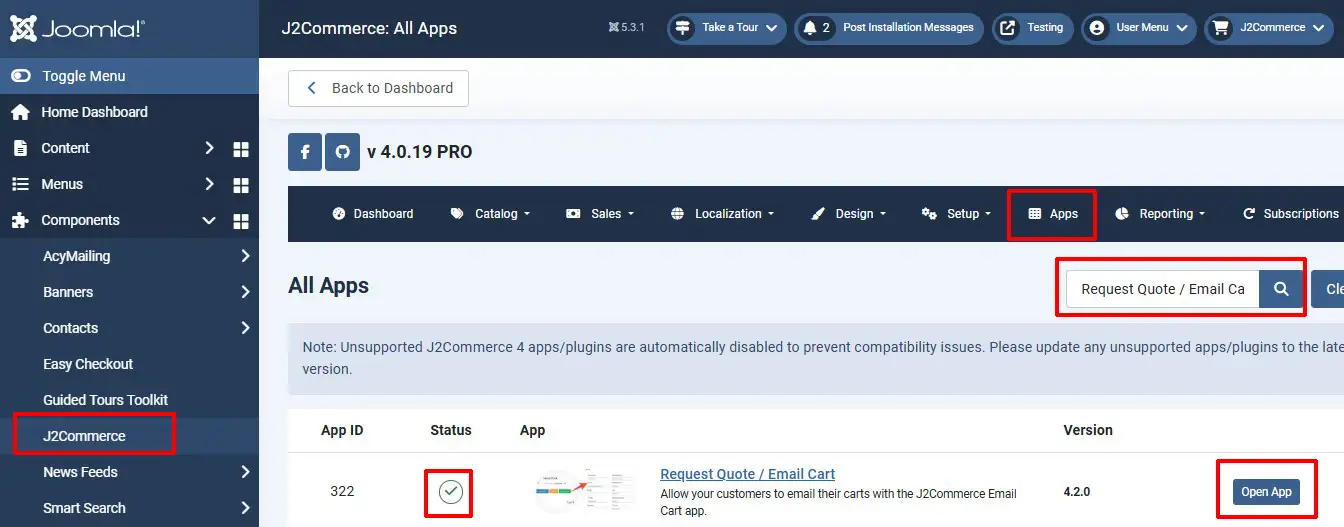 Joomla!
J2Commerce: All Apps
5.3.1
Take a Tour
2
Post Installation Messages
Testing
User Menu
J2Commerce
Toggle Menu
Home Dashboard
Content
Menus
Components
AcyMailing
Banners
Contacts
Easy Checkout
Guided Tours Toolkit
J2Commerce
News Feeds
Smart Search
Back to Dashboard
v 4.0.19 PRO
Dashboard
Catalog
Sales
Localization
Design
Setup
Apps
Reporting
Subscriptions
All Apps
Request Quote / Email Ca
Cle
Note: Unsupported J2Commerce 4 apps/plugins are automatically disabled to prevent compatibility issues. Please update any unsupported apps/plugins to the late
version.
App ID
Status
App
Version
322
Request Quote / Email Cart
Allow your customers to email their carts with the J2Commerce Email
Cart app.
4.2.0
Open App